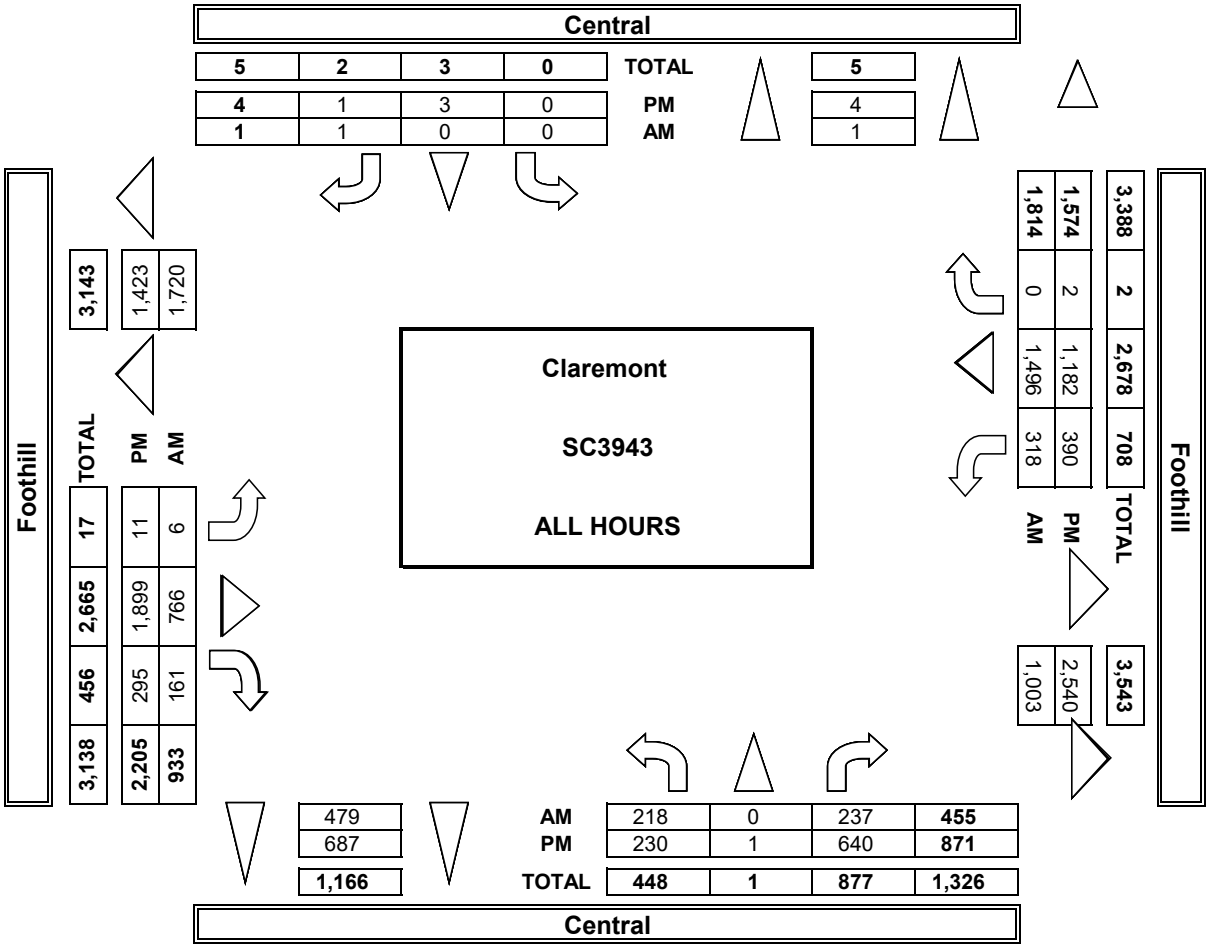 Central
5 2 3 0 TOTAL 5
4 1 3 0 PM 4
1 1 0 0 AM 1
Foothill
3,143
1,423
1,720
TOTAL
PM
AM
17 2,665 456 3,138
11 1,899 295 2,205
6 766 161 933
Claremont
SC3943
ALL HOURS
3,388 2 2,678 708 TOTAL
1,574 2 1,182 390 PM
1,814 0 1,496 318 AM
3,543
2,540
1,003
Foothill
479 AM 218 0 237 455
687 PM 230 1 640 871
1,166 TOTAL 448 1 877 1,326
Central